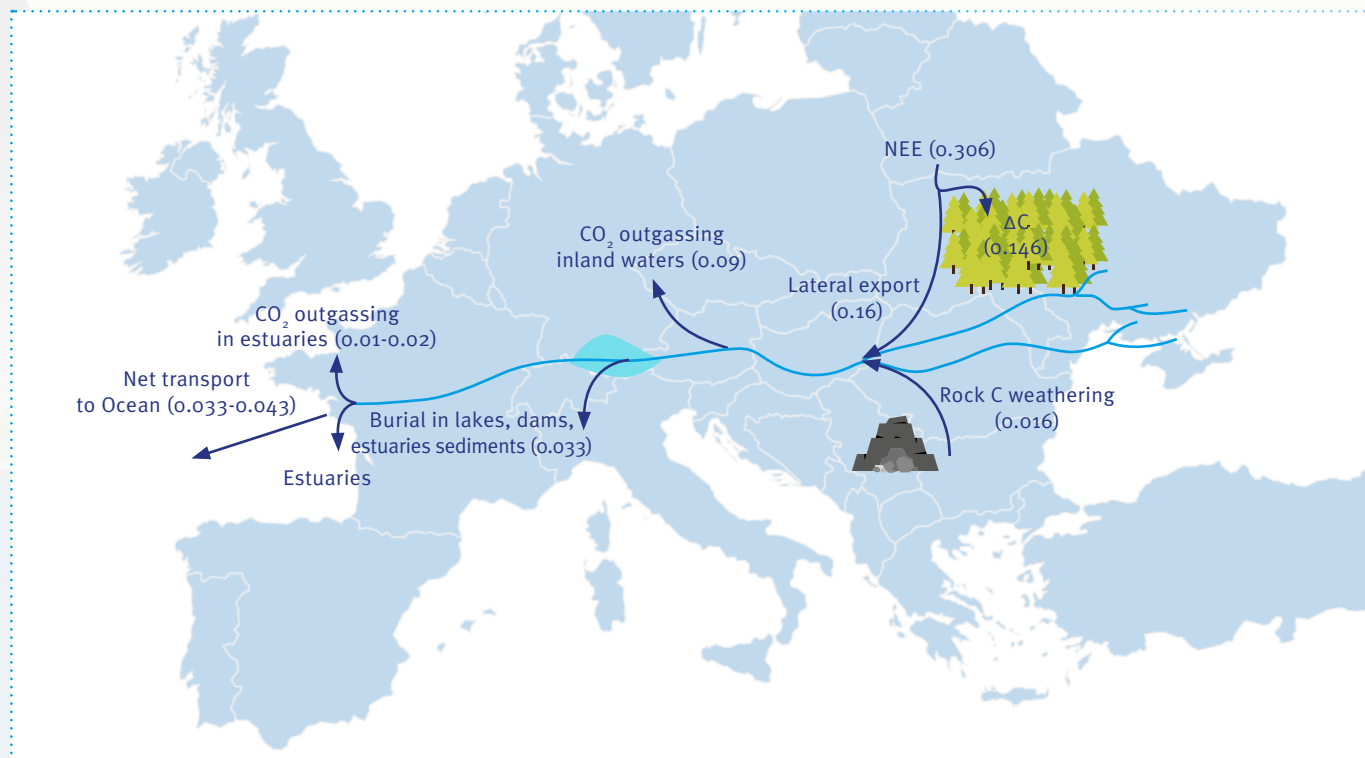 NEE (0.306)
ΔC
(0.146)
CO₂ outgassing
inland waters (0.09)
Lateral export
(0.16)
CO₂ outgassing
in estuaries (0.01-0.02)
Net transport
to Ocean (0.033-0.043)
Burial in lakes, dams,
estuaries sediments (0.033)
Rock C weathering
(0.016)
Estuaries